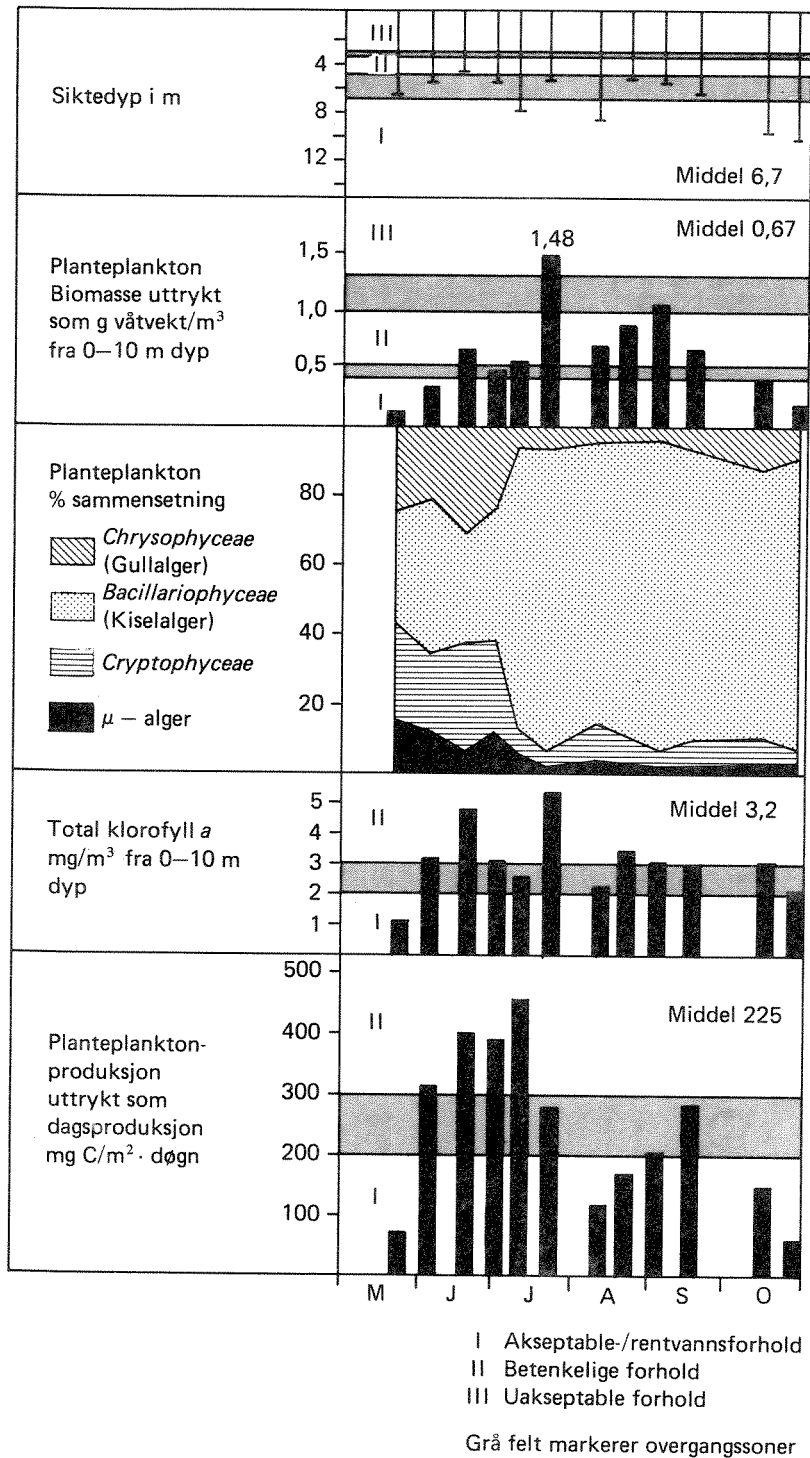 III
4
II
Siktedyp i m
8
I
12
Middel 6,7
III
Middel 0,67
1,48
1,5
Planteplankton
Biomasse uttrykt
som g våtvekt/m³
fra 0–10 m dyp
1,0
II
0,5
I
Planteplankton
% sammensetning
80
Chrysophyceae
(Gullalger)
60
Bacillariophyceae
(Kiselalger)
40
Cryptophyceae
20
μ – alger
5
II
Middel 3,2
Total klorofyll a
mg/m³ fra 0–10 m
dyp
4
3
2
1
I
500
II
Middel 225
400
Planteplankton-
produksjon
uttrykt som
dagsproduksjon
mg C/m² · døgn
300
200
I
100
M J J A S O
I Akseptable-/rentvannsforhold
II Betenkelige forhold
III Uakseptable forhold
Grå felt markerer overgangssoner